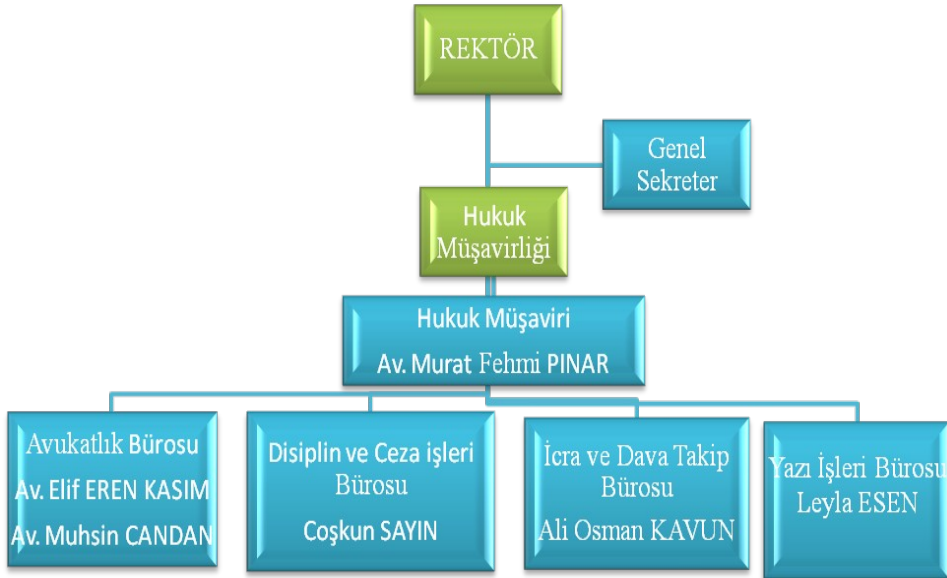 REKTÖR
Genel
Sekreter
Hukuk
Müşavirliği
Hukuk Müşaviri
Av. Murat Fehmi PINAR
Avukatlık Bürosu
Av. Elif EREN KASIM
Av. Muhsin CANDAN
Disiplin ve Ceza işleri
Bürosu
Coşkun SAYIN
İcra ve Dava Takip
Bürosu
Ali Osman KAVUN
Yazı İşleri Bürosu
Leyla ESEN